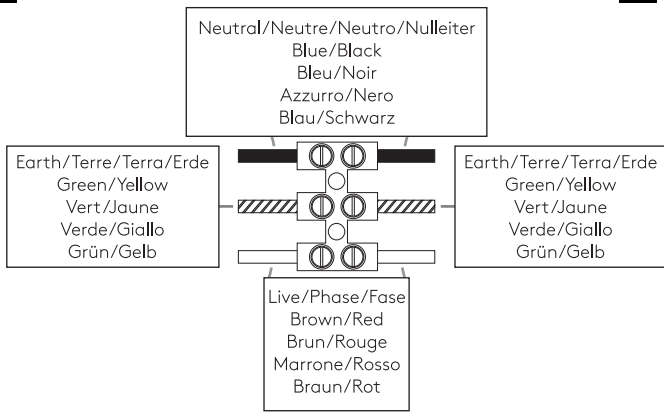 Neutral/Neutre/Neutro/Nulleiter
Blue/Black
Bleu/Noir
Azzurro/Nero
Blau/Schwarz
Earth/Terre/Terra/Erde
Green/Yellow
Vert/Jaune
Verde/Giallo
Grün/Gelb
Earth/Terre/Terra/Erde
Green/Yellow
Vert/Jaune
Verde/Giallo
Grün/Gelb
Live/Phase/Fase
Brown/Red
Brun/Rouge
Marrone/Rosso
Braun/Rot